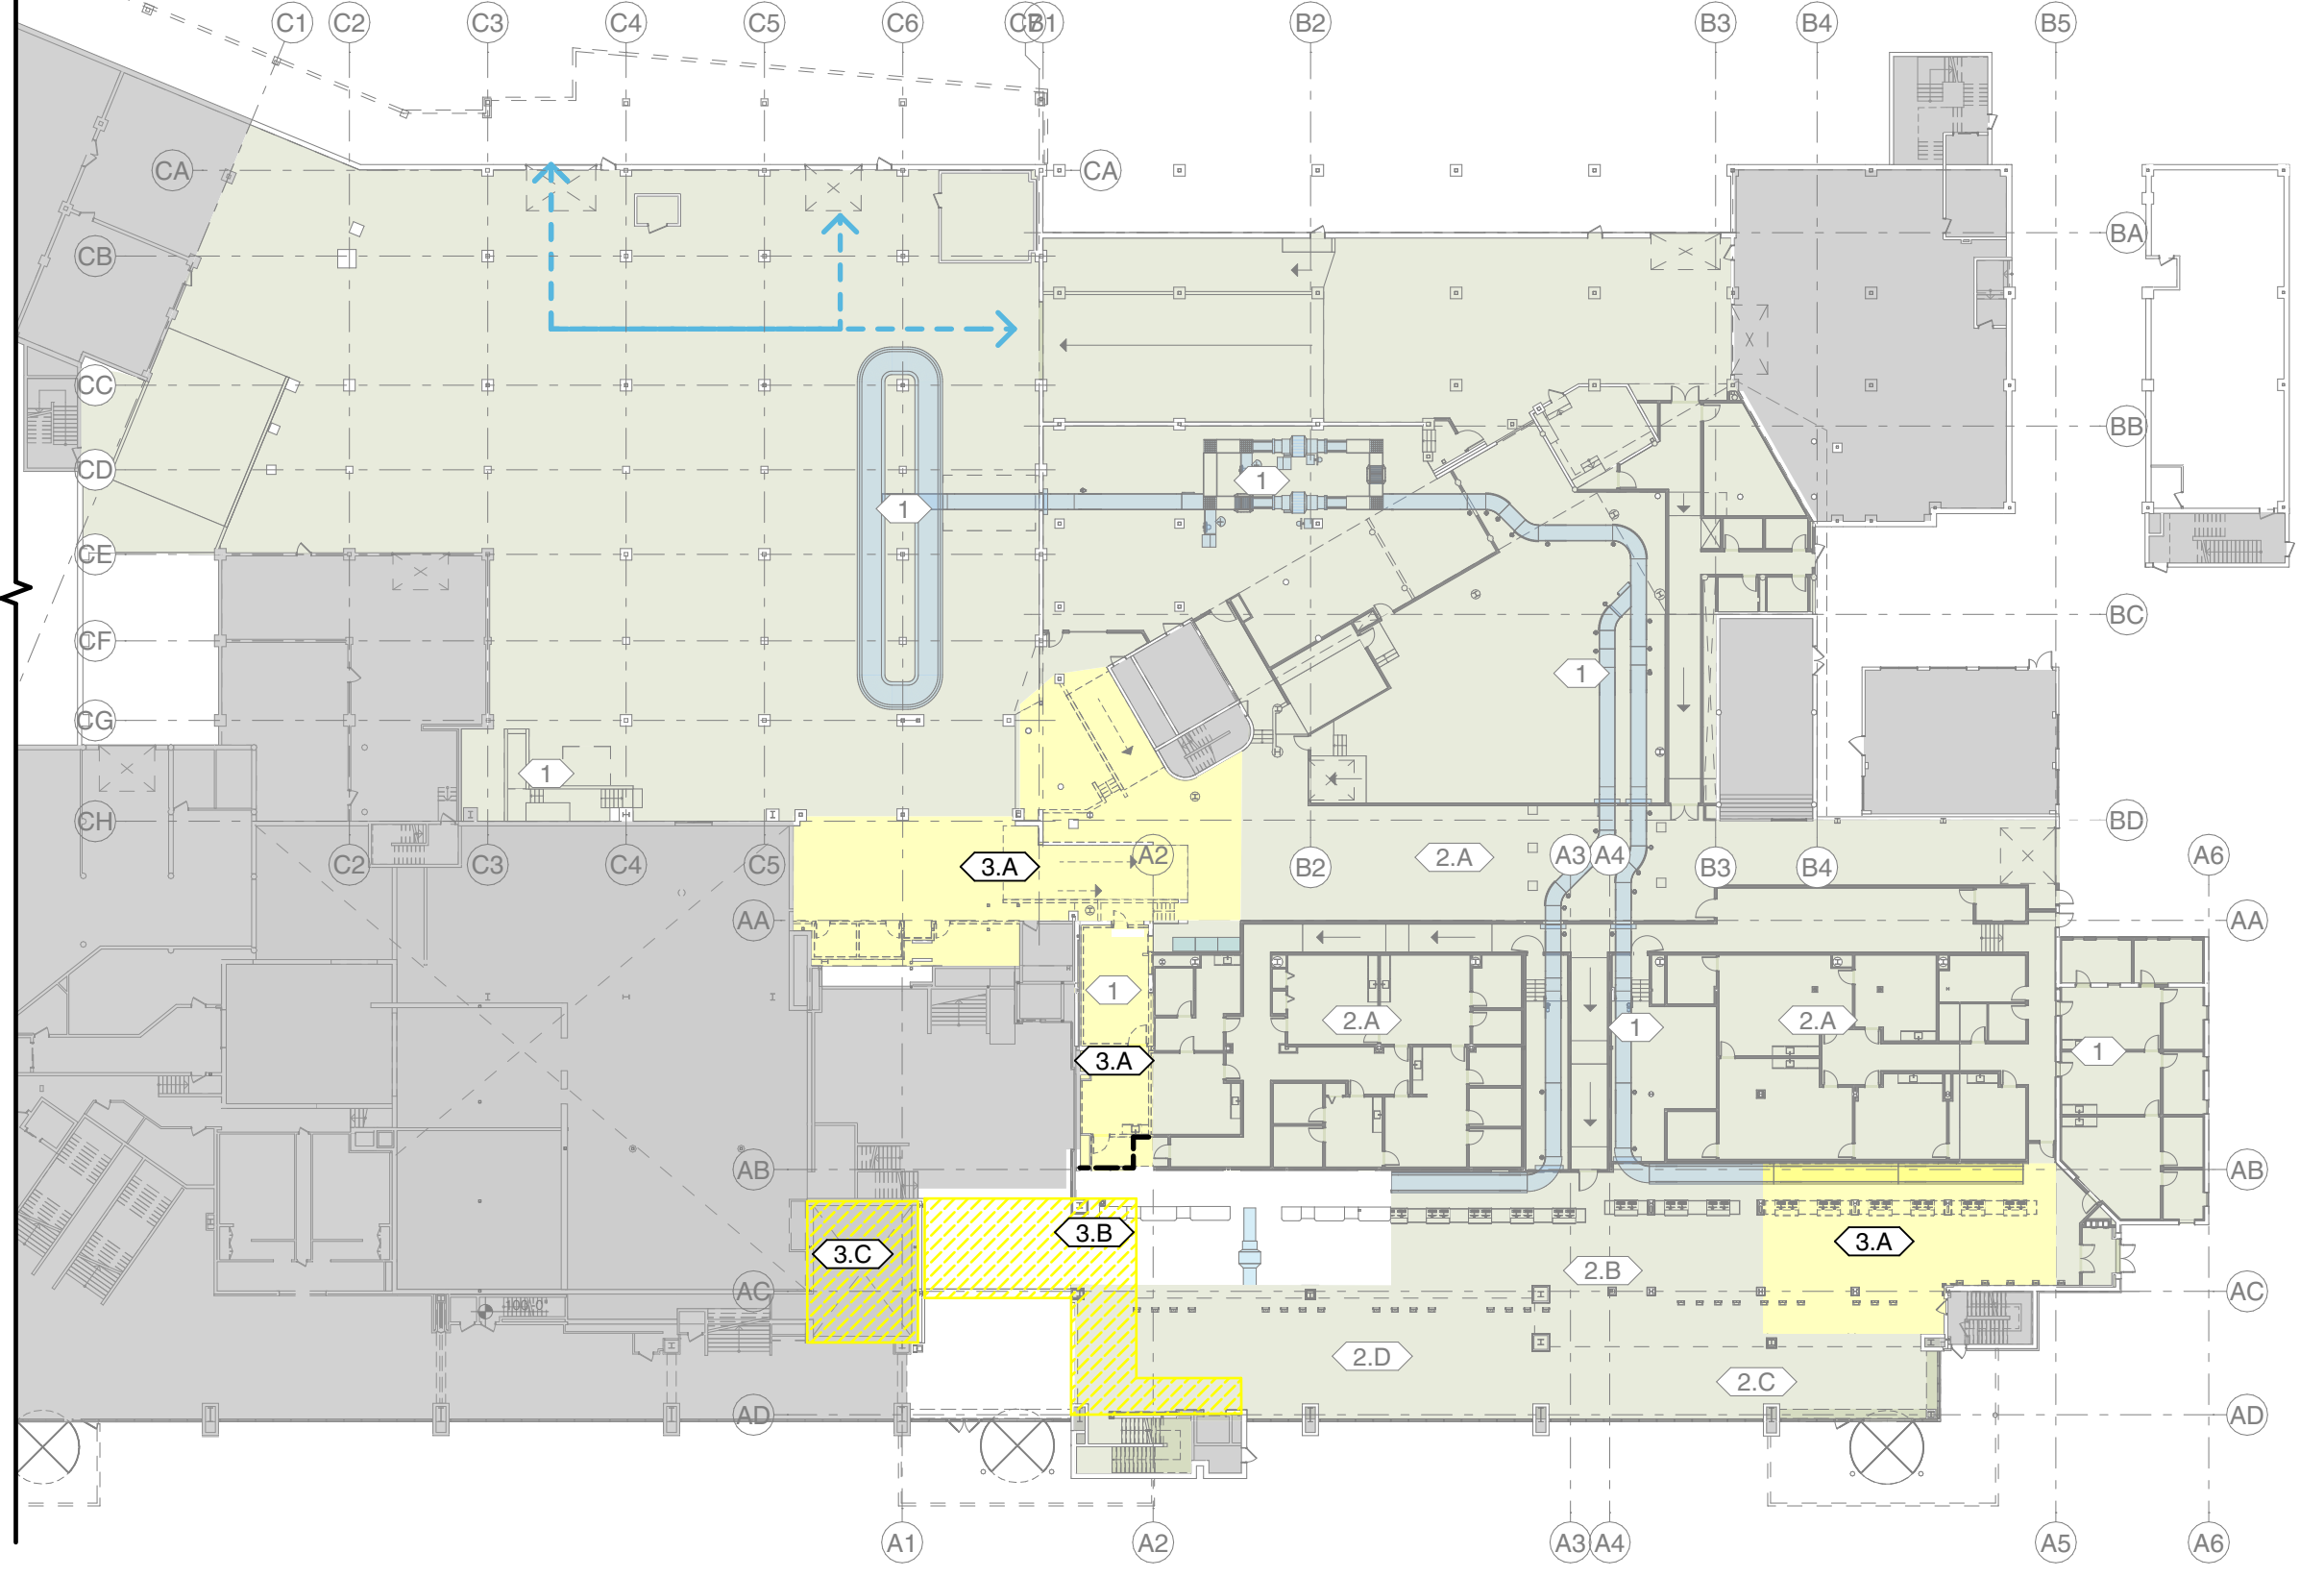 C1 C2 C3 C4 C5 C6 C7 B1 B2 B3 B4 B5
CA CA
BA
CB
CC
BB
CD
1
1
CE
BC
CF
1
CG
1
CH BD
C2 C3 C4 C5 3.A A2 B2 2.A A3 A4 B3 B4 A6
AA AA
1 2.A 1 2.A 1
3.A
AB AB
3.C 3.B 3.A
2.B
AC AC
100'-0"
2.D 2.C
AD AD
A1 A2 A3 A4 A5 A6